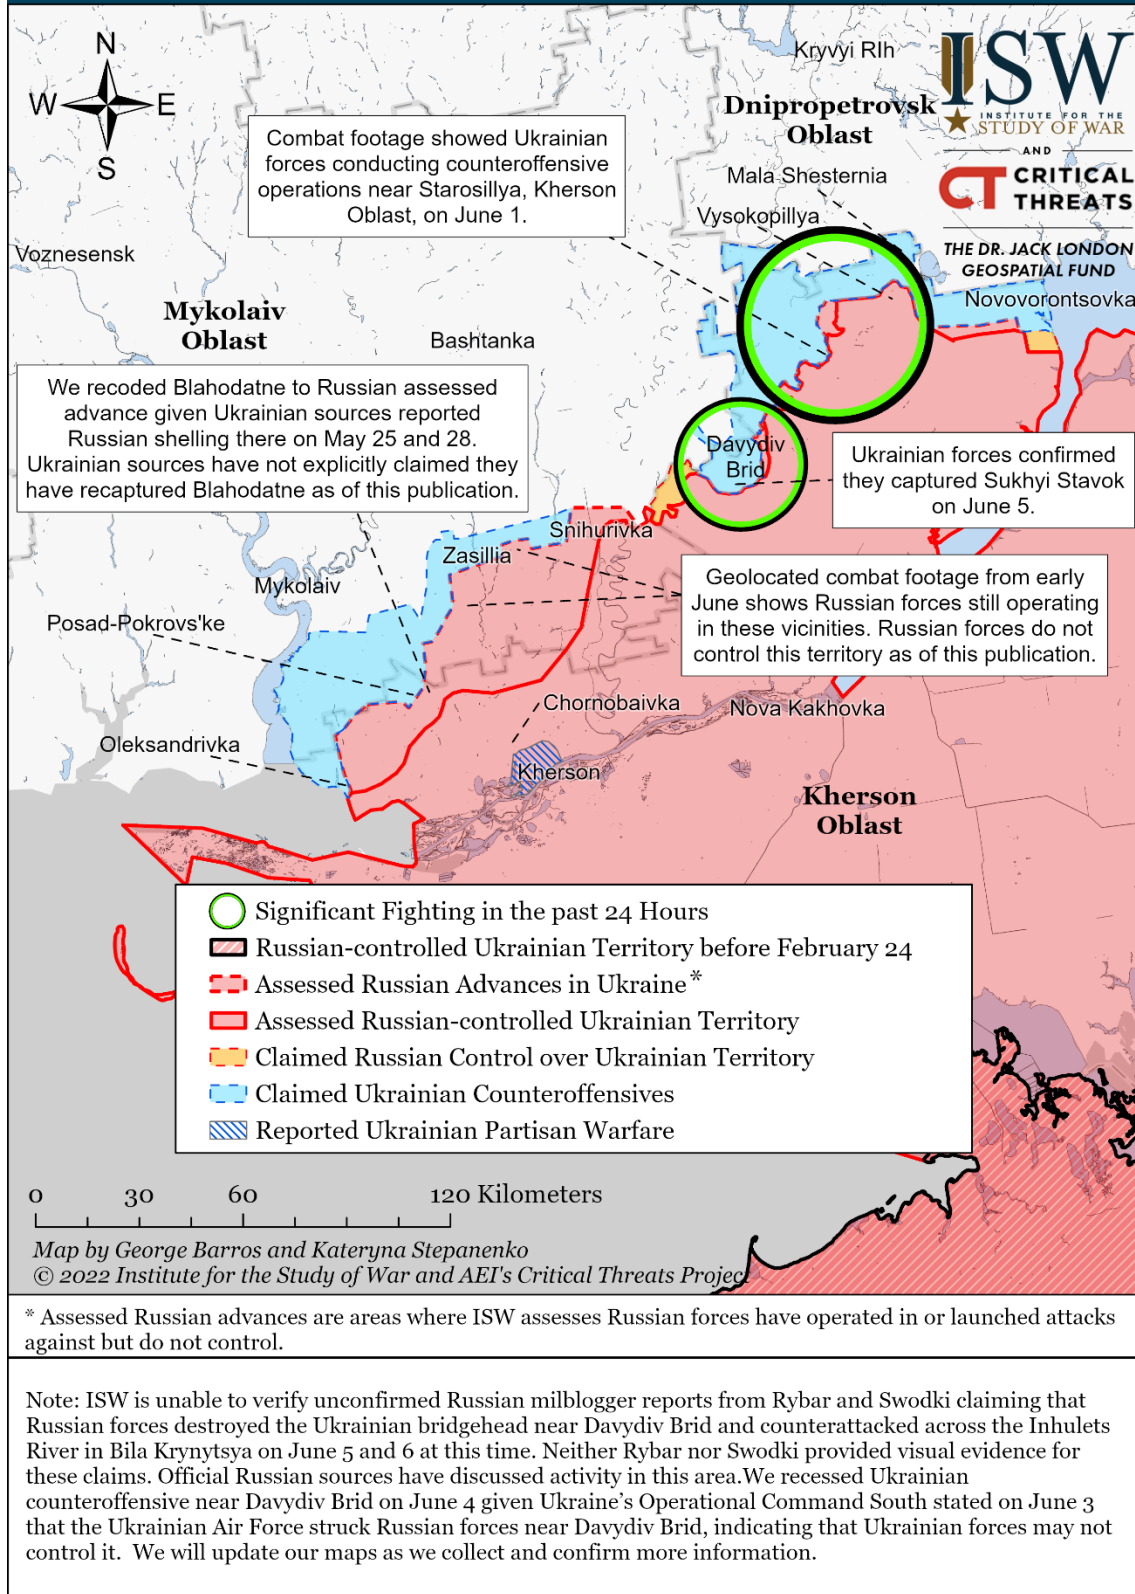 N
W E
S
Kryvyi RIh
ISW
INSTITUTE FOR THE
STUDY OF WAR
AND
CT CRITICAL
THREATS
THE DR. JACK LONDON
GEOSPATIAL FUND
Dnipropetrovsk
Oblast
Combat footage showed Ukrainian
forces conducting counteroffensive
operations near Starosillya, Kherson
Oblast, on June 1.
Mala Shesternia
Vysokopillya
Voznesensk
Novovorontsovka
Mykolaiv
Oblast
Bashtanka
We recoded Blahodatne to Russian assessed
advance given Ukrainian sources reported
Russian shelling there on May 25 and 28.
Ukrainian sources have not explicitly claimed they
have recaptured Blahodatne as of this publication.
Davydiv
Brid
Ukrainian forces confirmed
they captured Sukhyi Stavok
on June 5.
Snihurivka
Zasillia
Mykolaiv
Geolocated combat footage from early
June shows Russian forces still operating
in these vicinities. Russian forces do not
control this territory as of this publication.
Posad-Pokrovs'ke
Chornobaivka
Nova Kakhovka
Oleksandrivka
Kherson
Kherson
Oblast
Significant Fighting in the past 24 Hours
Russian-controlled Ukrainian Territory before February 24
Assessed Russian Advances in Ukraine*
Assessed Russian-controlled Ukrainian Territory
Claimed Russian Control over Ukrainian Territory
Claimed Ukrainian Counteroffensives
Reported Ukrainian Partisan Warfare
0 30 60 120 Kilometers
Map by George Barros and Kateryna Stepanenko
© 2022 Institute for the Study of War and AEI's Critical Threats Project
* Assessed Russian advances are areas where ISW assesses Russian forces have operated in or launched attacks
against but do not control.
Note: ISW is unable to verify unconfirmed Russian milblogger reports from Rybar and Swodki claiming that
Russian forces destroyed the Ukrainian bridgehead near Davydiv Brid and counterattacked across the Inhulets
River in Bila Krynytsya on June 5 and 6 at this time. Neither Rybar nor Swodki provided visual evidence for
these claims. Official Russian sources have discussed activity in this area.We recessed Ukrainian
counteroffensive near Davydiv Brid on June 4 given Ukraine's Operational Command South stated on June 3
that the Ukrainian Air Force struck Russian forces near Davydiv Brid, indicating that Ukrainian forces may not
control it. We will update our maps as we collect and confirm more information.